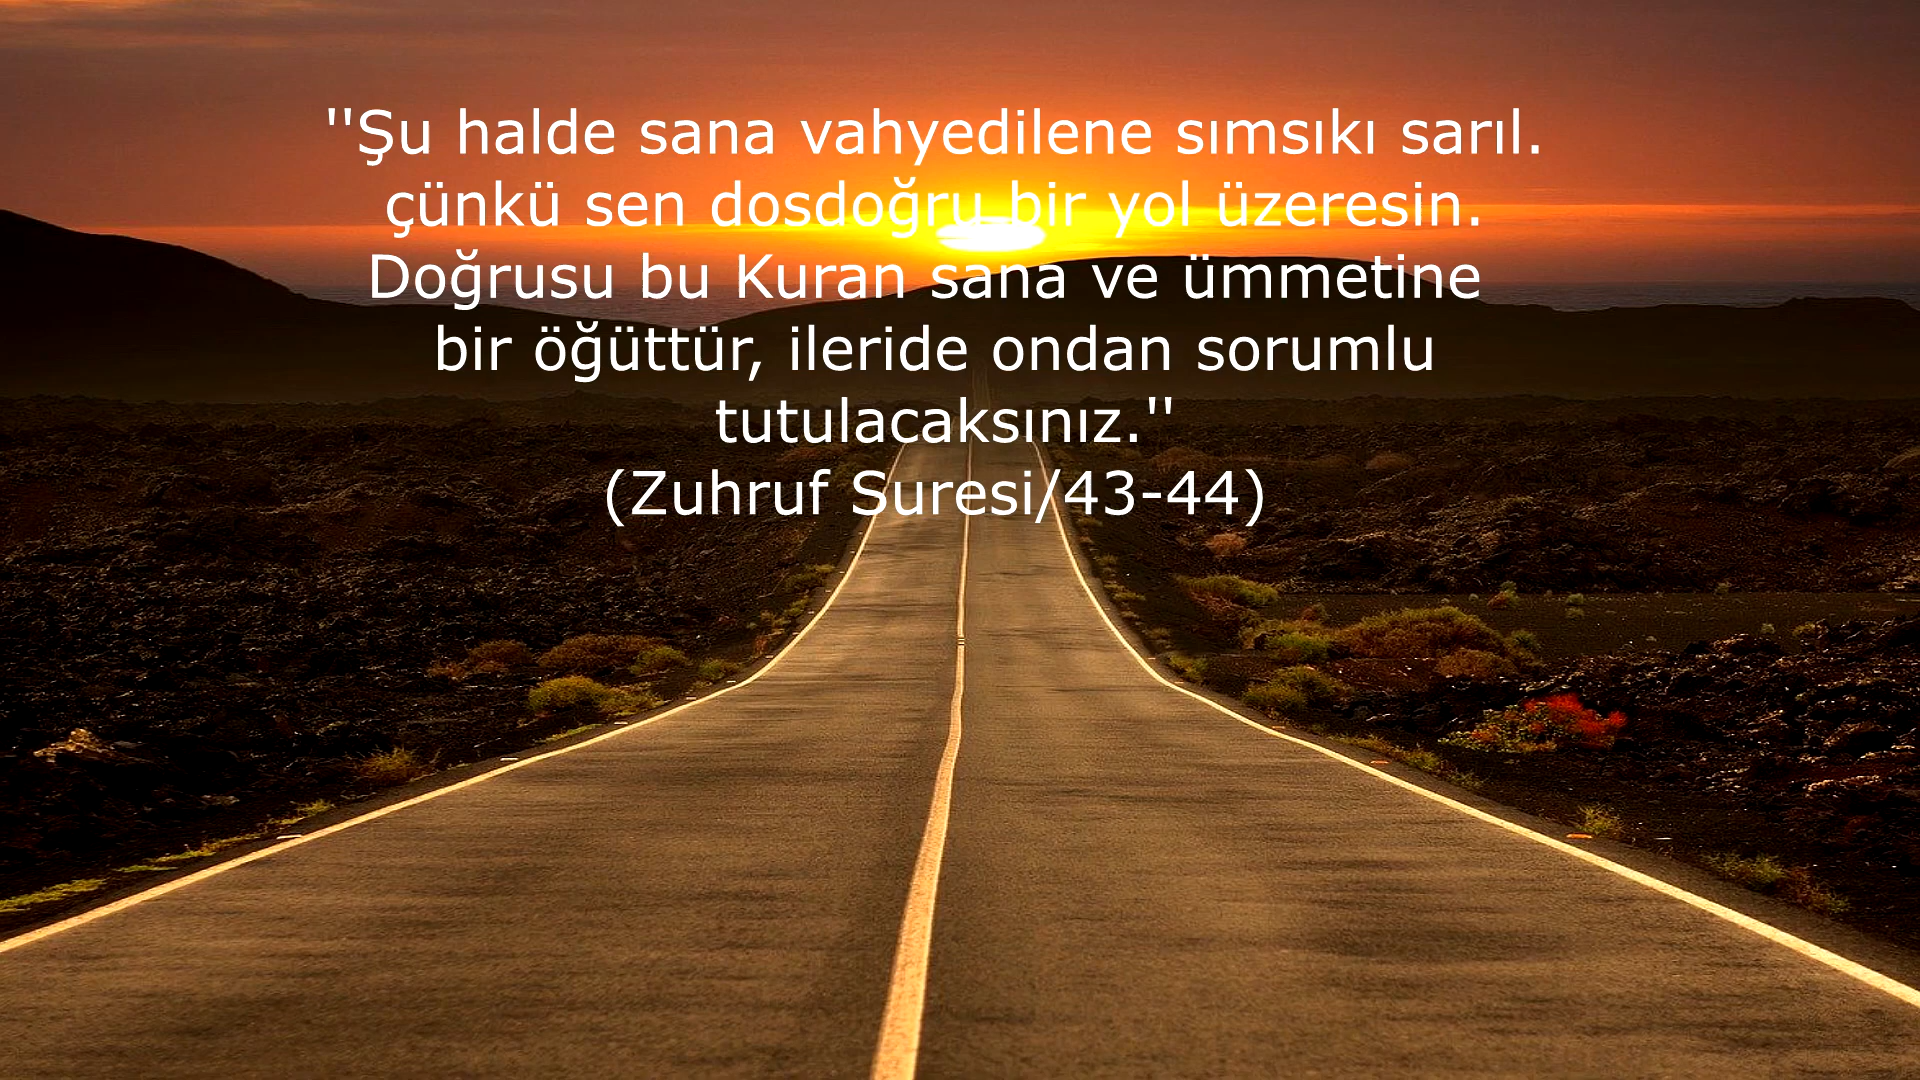 ''Şu halde sana vahyedilene sımsıkı sarıl.
çünkü sen dosdoğru bir yol üzeresin.
Doğrusu bu Kuran sana ve ümmetine
bir öğüttür, ileride ondan sorumlu
tutulacaksınız.''
(Zuhruf Suresi/43-44)